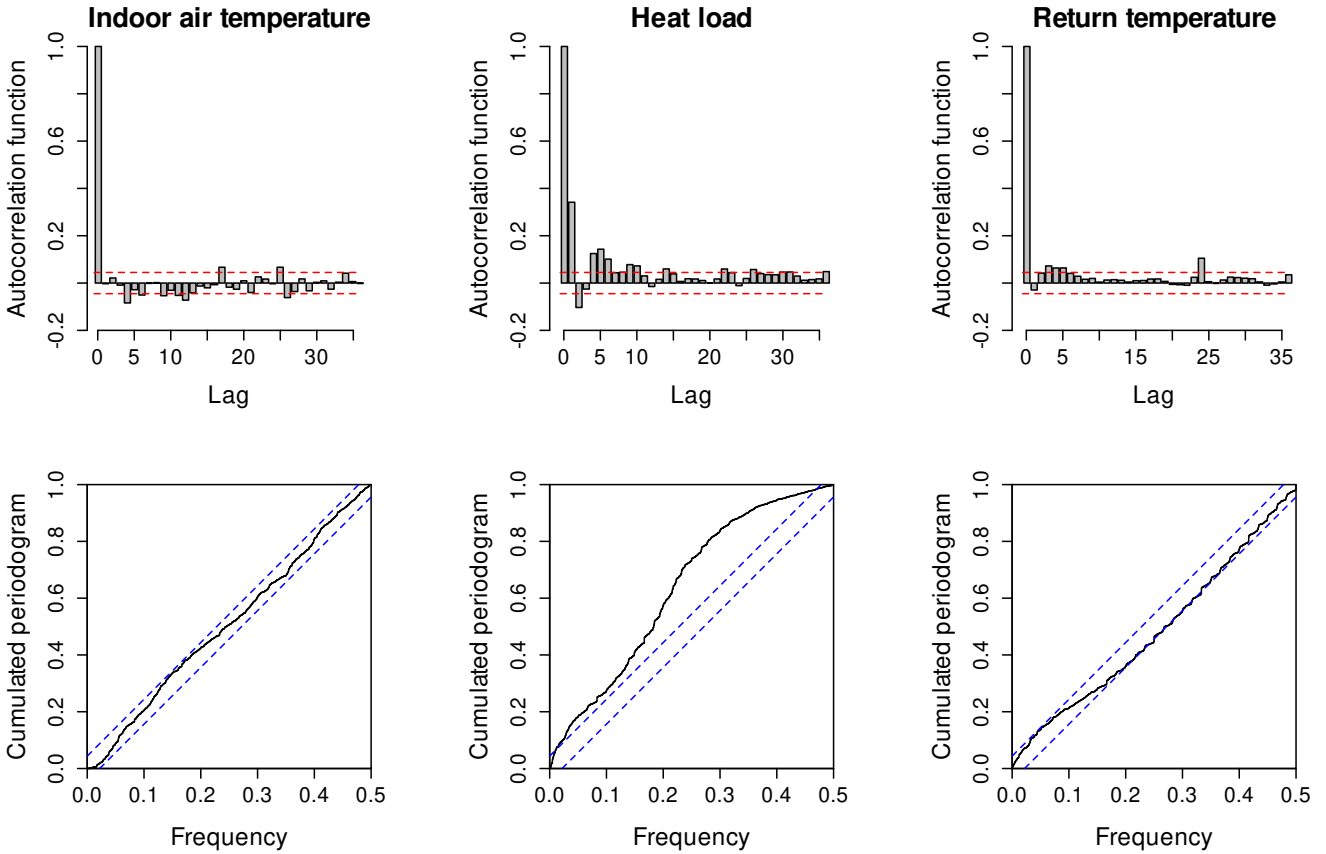 Indoor air temperature
Autocorrelation function
-0.2 0.2 0.6 1.0
0 5 10 20 30
Lag
Heat load
Autocorrelation function
-0.2 0.2 0.6 1.0
0 5 10 20 30
Lag
Return temperature
Autocorrelation function
-0.2 0.2 0.6 1.0
0 5 15 25 35
Lag
Cumulated periodogram
0.0 0.2 0.4 0.6 0.8 1.0
0.0 0.1 0.2 0.3 0.4 0.5
Frequency
Cumulated periodogram
0.0 0.2 0.4 0.6 0.8 1.0
0.0 0.1 0.2 0.3 0.4 0.5
Frequency
Cumulated periodogram
0.0 0.2 0.4 0.6 0.8 1.0
0.0 0.1 0.2 0.3 0.4 0.5
Frequency